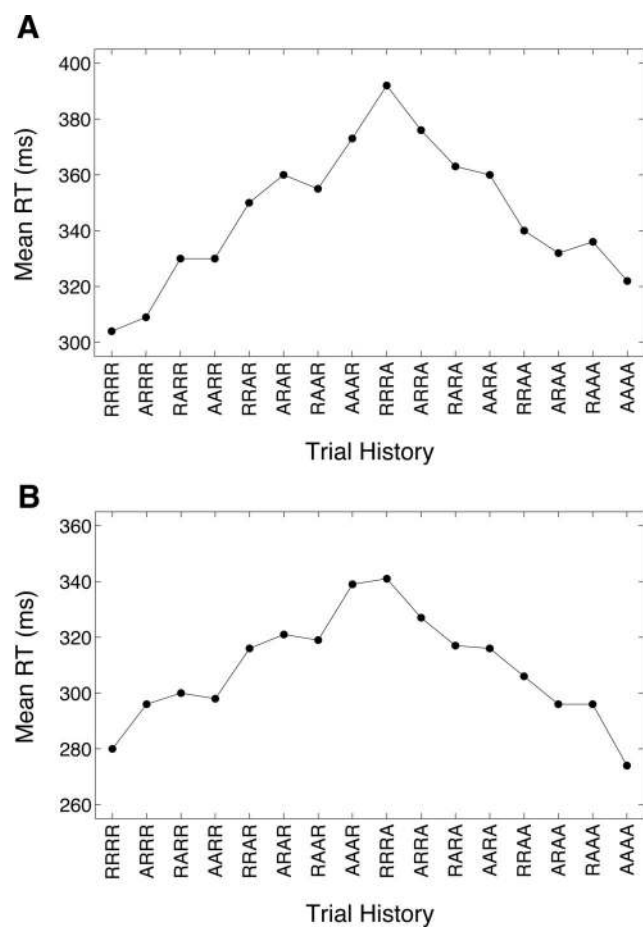 A
Mean RT (ms)
400
380
360
340
320
300
RRRR ARRR RARR AARR RRAR ARAR RAAR AAAR RRRA ARRA RARA AARA RRAA ARAA RAAA AAAA
Trial History
B
Mean RT (ms)
360
340
320
300
280
260
RRRR ARRR RARR AARR RRAR ARAR RAAR AAAR RRRA ARRA RARA AARA RRAA ARAA RAAA AAAA
Trial History